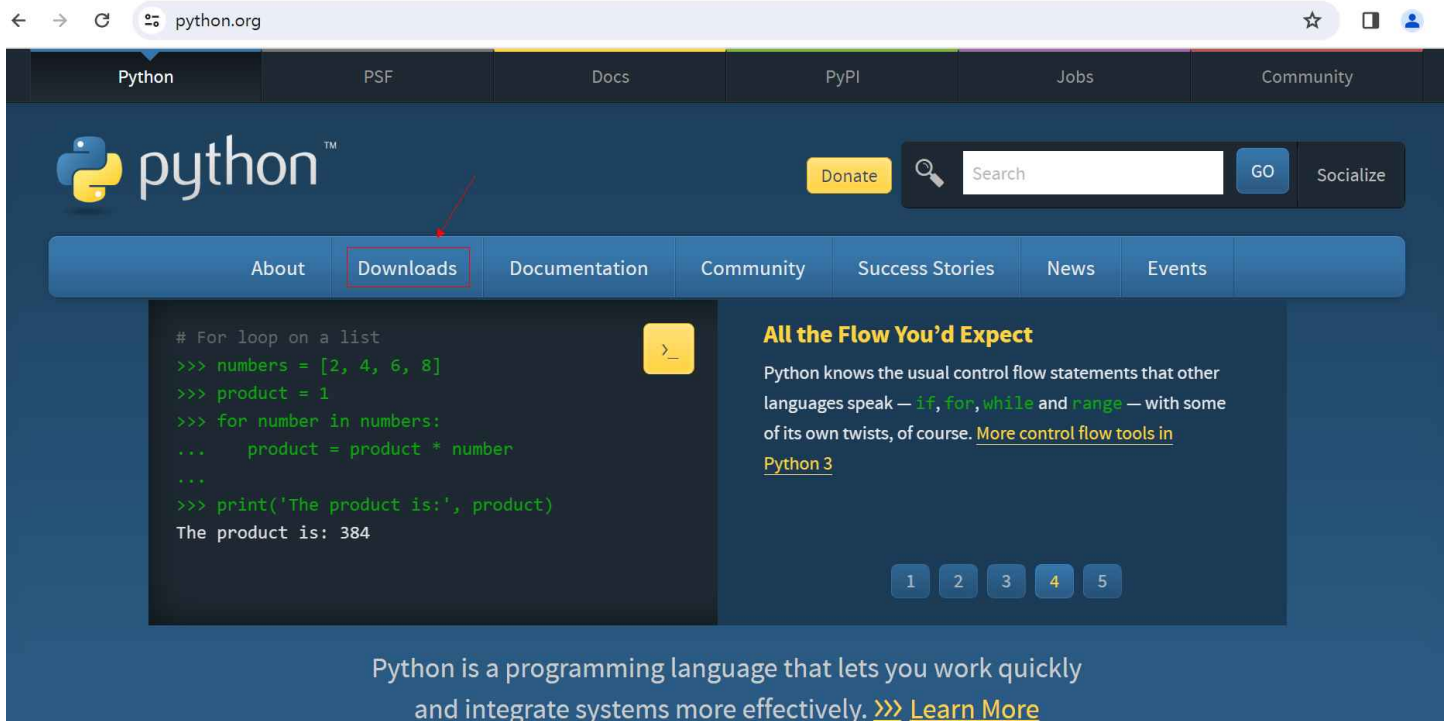 python.org
Python PSF Docs PyPI Jobs Community
python™
Donate Search GO Socialize
About Downloads Documentation Community Success Stories News Events
# For loop on a list
>>> numbers = [2, 4, 6, 8]
>>> product = 1
>>> for number in numbers:
...    product = product * number
...
>>> print('The product is:', product)
The product is: 384
>_
All the Flow You’d Expect
Python knows the usual control flow statements that other
languages speak — if, for, while and range — with some
of its own twists, of course. More control flow tools in
Python 3
1 2 3 4 5
Python is a programming language that lets you work quickly
and integrate systems more effectively. >>> Learn More